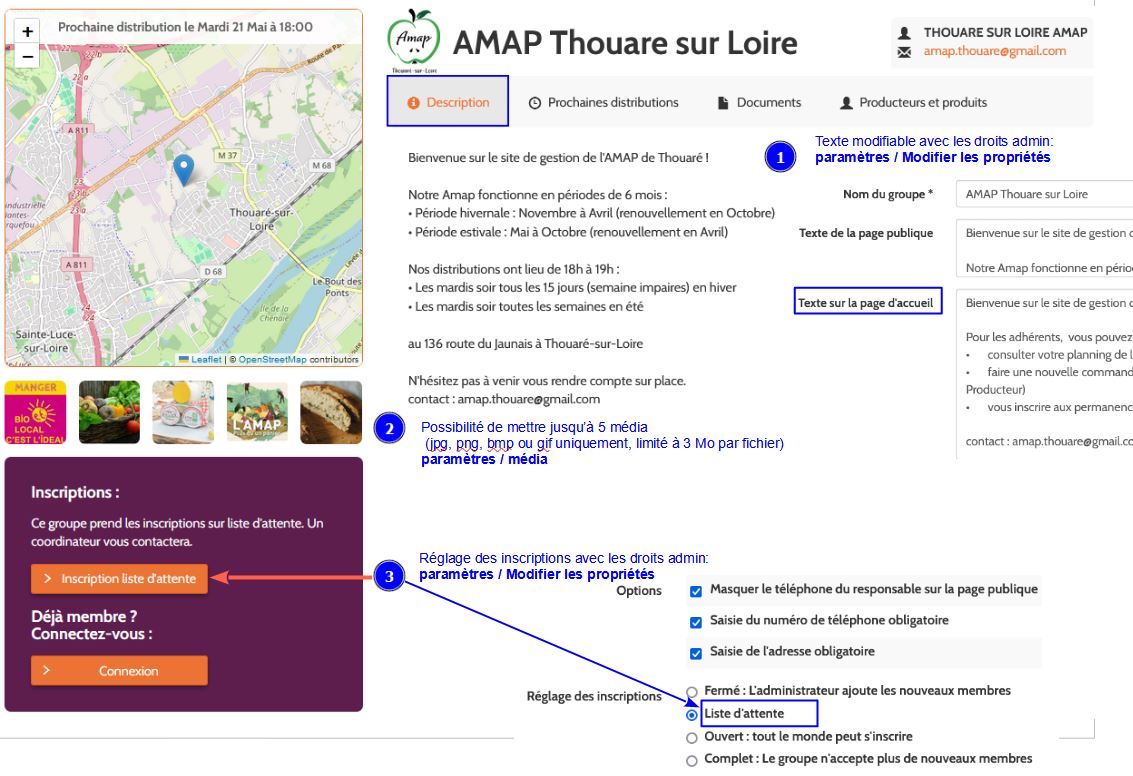 Prochaine distribution le Mardi 21 Mai à 18:00
+
−
22 a
23
A 811
M 37
M 68
23.1
23 a
industrielle
Thouaré-sur-
Loire
A 811
D 68
Le Bout des
Ponts
Ile de la
Chénaie
Sainte-Luce-
sur-Loire
Leaflet | © OpenStreetMap contributors
MANGER
BIO
LOCAL
C'EST L'IDÉAL
L'AMAP
Inscriptions :
Ce groupe prend les inscriptions sur liste d'attente. Un
coordinateur vous contactera.
Inscription liste d'attente
Déjà membre ?
Connectez-vous :
Connexion
Amap
Thouaré-sur-Loire
AMAP Thouare sur Loire
THOUARE SUR LOIRE AMAP
amap.thouare@gmail.com
Description
Prochaines distributions
Documents
Producteurs et produits
Bienvenue sur le site de gestion de l'AMAP de Thouaré !
Notre Amap fonctionne en périodes de 6 mois :
• Période hivernale : Novembre à Avril (renouvellement en Octobre)
• Période estivale : Mai à Octobre (renouvellement en Avril)
Nos distributions ont lieu de 18h à 19h :
• Les mardis soir tous les 15 jours (semaine impaires) en hiver
• Les mardis soir toutes les semaines en été
au 136 route du Jaunais à Thouaré-sur-Loire
N'hésitez pas à venir vous rendre compte sur place.
contact : amap.thouare@gmail.com
1
Texte modifiable avec les droits admin:
paramètres / Modifier les propriétés
Nom du groupe *
AMAP Thouare sur Loire
Texte de la page publique
Bienvenue sur le site de gestion d
Notre Amap fonctionne en pério
Texte sur la page d'accueil
Bienvenue sur le site de gestion d
Pour les adhérents, vous pouvez
• consulter votre planning de l
• faire une nouvelle command
Producteur)
• vous inscrire aux permanenc
contact : amap.thouare@gmail.co
2
Possibilité de mettre jusqu'à 5 média
(jpg, png, bmp ou gif uniquement, limité à 3 Mo par fichier)
paramètres / média
3
Réglage des inscriptions avec les droits admin:
paramètres / Modifier les propriétés
Options
Masquer le téléphone du responsable sur la page publique
Saisie du numéro de téléphone obligatoire
Saisie de l'adresse obligatoire
Réglage des inscriptions
Fermé : L'administrateur ajoute les nouveaux membres
Liste d'attente
Ouvert : tout le monde peut s'inscrire
Complet : Le groupe n'accepte plus de nouveaux membres